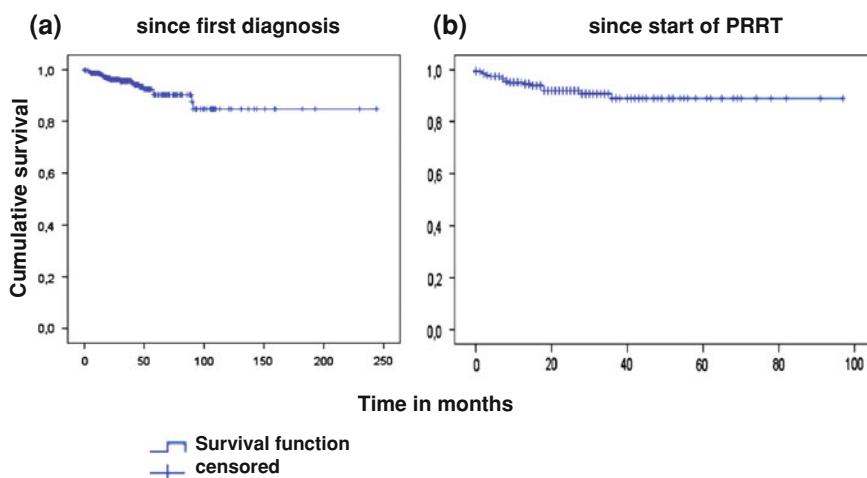 (a) since first diagnosis
(b) since start of PRRT
Cumulative survival
1,0
0,8
0,6
0,4
0,2
0,0
0 50 100 150 200 250
1,0
0,8
0,6
0,4
0,2
0,0
0 20 40 60 80 100
Time in months
Survival function
censored